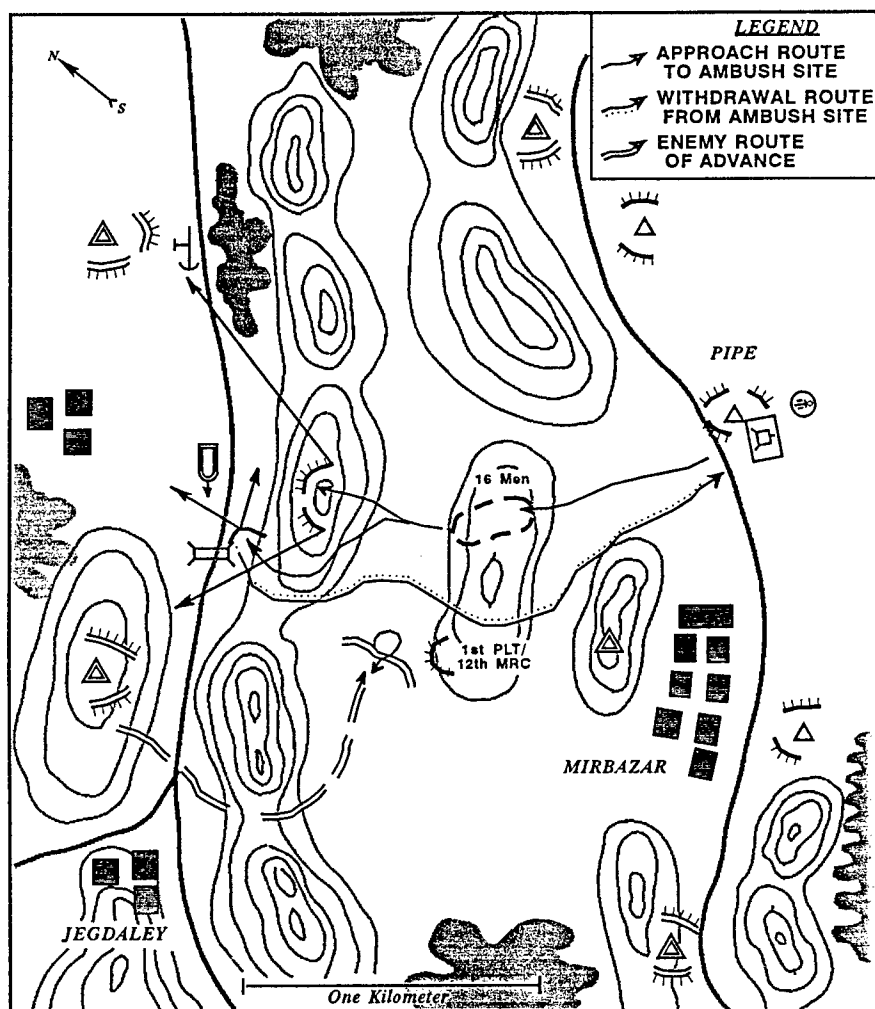 LEGEND
APPROACH ROUTE
TO AMBUSH SITE
WITHDRAWAL ROUTE
FROM AMBUSH SITE
ENEMY ROUTE
OF ADVANCE
N
S
PIPE
16 Men
1st PLT/
12th MRC
MIRBAZAR
JEGDALEY
One Kilometer